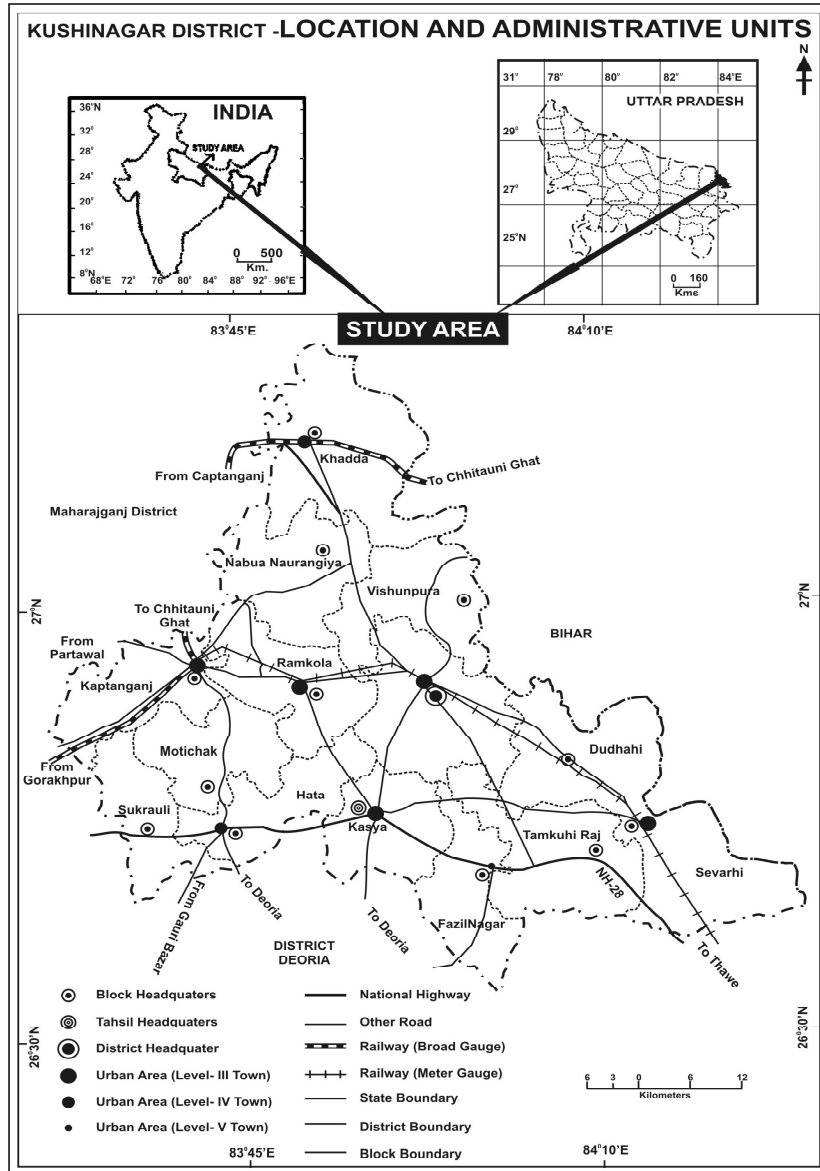 KUSHINAGAR DISTRICT -LOCATION AND ADMINISTRATIVE UNITS
N
INDIA
STUDY AREA
36°N
32°
28°
24°
20°
16°
12°
8°N
68°E 72° 76° 80° 84° 88° 92° 96°E
0 500
Km.
31° 78° 80° 82° 84°E
UTTAR PRADESH
29°
27°
25°N
0 160
Kms
83°45'E
STUDY AREA
84°10'E
Khadda
From Captanganj
To Chhitauni Ghat
Maharajganj District
Nabua Naurangiya
Vishunpura
27°N
27°N
To Chhitauni
Ghat
BIHAR
From
Partawal
Ramkola
Kaptanganj
Dudhahi
Motichak
From
Gorakhpur
Hata
Sukrauli
Kasya
Tamkuhi Raj
Sevarhi
NH-28
From Gauri Bazar
To Deoria
To Deoria
FazilNagar
To Thawe
DISTRICT
DEORIA
Block Headquaters
Tahsil Headquaters
District Headquater
Urban Area (Level- III Town)
Urban Area (Level- IV Town)
Urban Area (Level- V Town)
National Highway
Other Road
Railway (Broad Gauge)
Railway (Meter Gauge)
State Boundary
District Boundary
Block Boundary
26°30'N
26°30'N
6 3 0 6 12
Kilometers
83°45'E
84°10'E